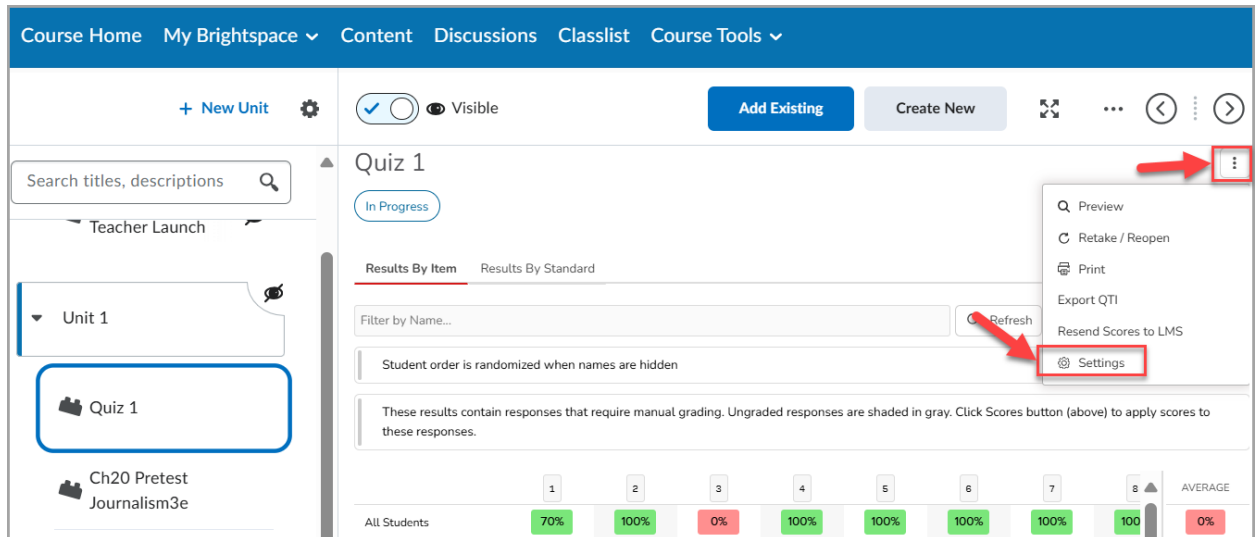 Course Home My Brightspace Content Discussions Classlist Course Tools
+ New Unit
Visible
Add Existing
Create New
Search titles, descriptions
Teacher Launch
Unit 1
Quiz 1
Ch20 Pretest
Journalism3e
Quiz 1
In Progress
Preview
Retake / Reopen
Print
Export QTI
Resend Scores to LMS
Settings
Results By Item Results By Standard
Filter by Name...
Refresh
Student order is randomized when names are hidden
These results contain responses that require manual grading. Ungraded responses are shaded in gray. Click Scores button (above) to apply scores to
these responses.
1 2 3 4 5 6 7 8 AVERAGE
All Students 70% 100% 0% 100% 100% 100% 100% 100 0%